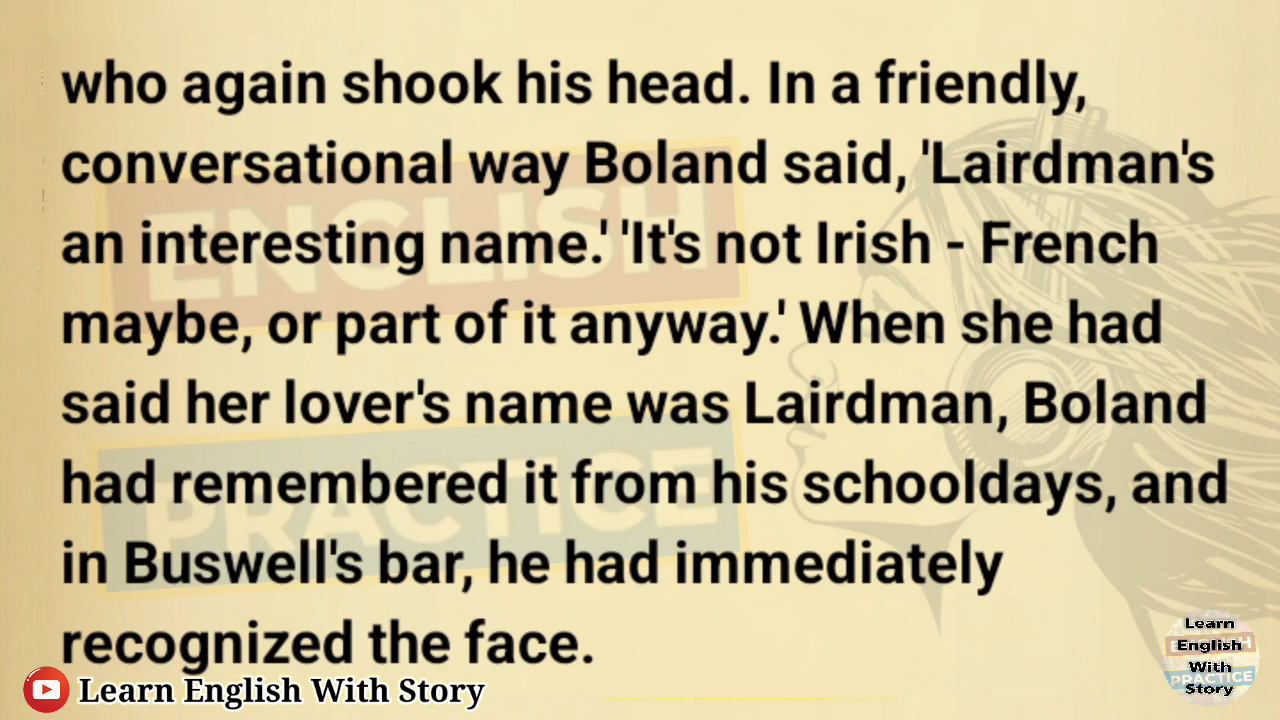 who again shook his head. In a friendly,
conversational way Boland said, 'Lairdman's
an interesting name.' 'It's not Irish - French
maybe, or part of it anyway.' When she had
said her lover's name was Lairdman, Boland
had remembered it from his schooldays, and
in Buswell's bar, he had immediately
recognized the face.
ENGLISH
PRACTICE
Learn English With Story
Learn
English
With
PRACTICE
Story